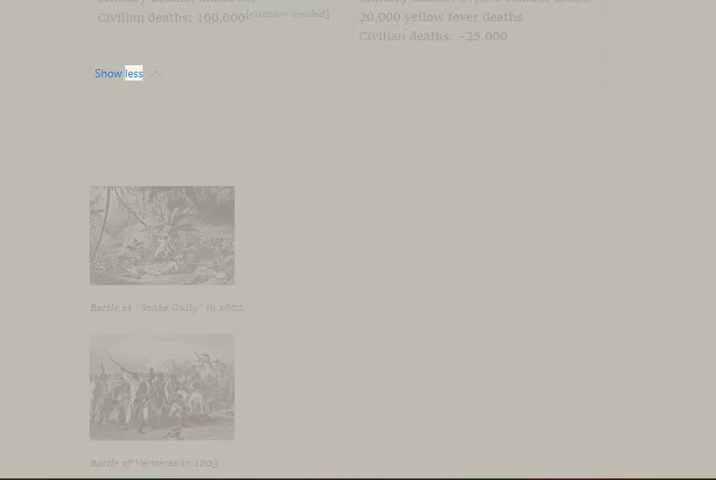 Civilian deaths: 100,000[citation needed]
20,000 yellow fever deaths
Civilian deaths: ~25,000
Show less
Battle at "Snake Gully" in 1802.
Battle of Vertières in 1803.